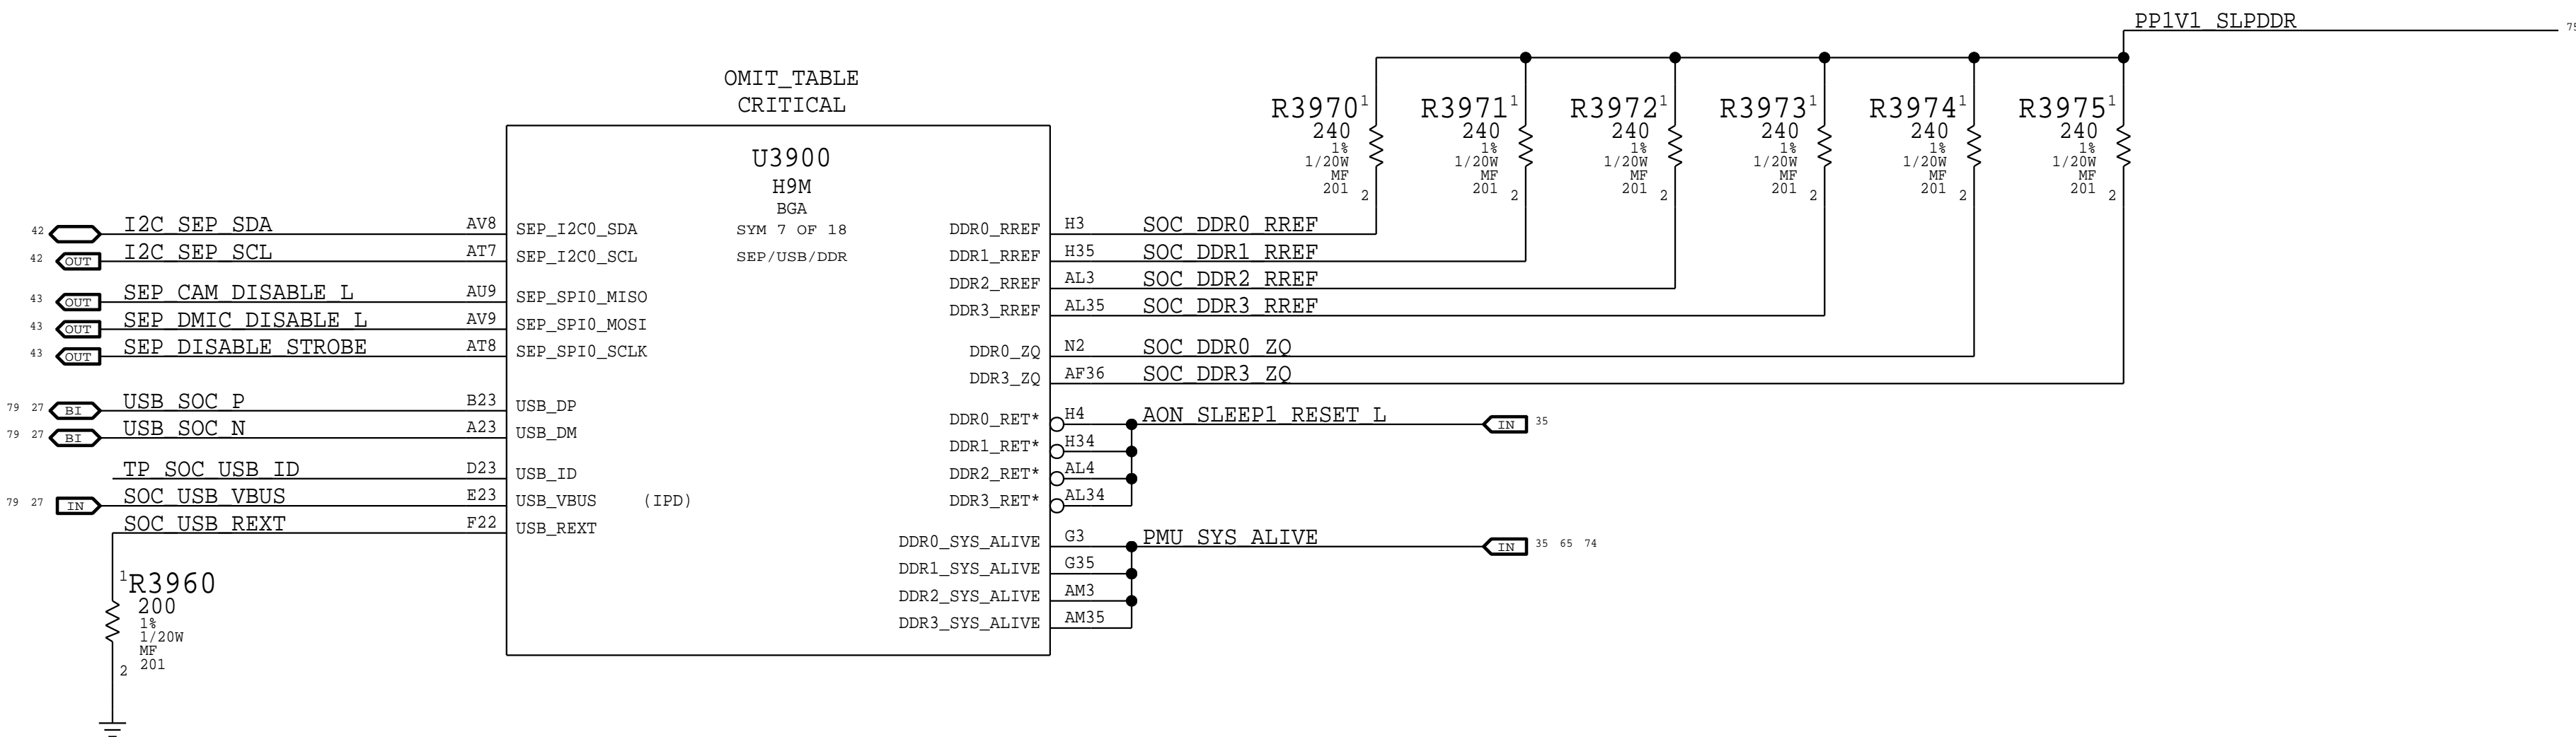 PP1V1_SLPDDR 75
OMIT_TABLE
CRITICAL
U3900
H9M
BGA
SYM 7 OF 18
SEP/USB/DDR
R3970 1
240
1%
1/20W
MF
201 2
R3971 1
240
1%
1/20W
MF
201 2
R3972 1
240
1%
1/20W
MF
201 2
R3973 1
240
1%
1/20W
MF
201 2
R3974 1
240
1%
1/20W
MF
201 2
R3975 1
240
1%
1/20W
MF
201 2
42 I2C_SEP_SDA AV8 SEP_I2C0_SDA
42 OUT I2C_SEP_SCL AT7 SEP_I2C0_SCL
43 OUT SEP_CAM_DISABLE_L AU9 SEP_SPI0_MISO
43 OUT SEP_DMIC_DISABLE_L AV9 SEP_SPI0_MOSI
43 OUT SEP_DISABLE_STROBE AT8 SEP_SPI0_SCLK
79 27 BI USB_SOC_P B23 USB_DP
79 27 BI USB_SOC_N A23 USB_DM
TP_SOC_USB_ID D23 USB_ID
79 27 IN SOC_USB_VBUS E23 USB_VBUS (IPD)
SOC_USB_REXT F22 USB_REXT
DDR0_RREF H3 SOC_DDR0_RREF
DDR1_RREF H35 SOC_DDR1_RREF
DDR2_RREF AL3 SOC_DDR2_RREF
DDR3_RREF AL35 SOC_DDR3_RREF
DDR0_ZQ N2 SOC_DDR0_ZQ
DDR3_ZQ AF36 SOC_DDR3_ZQ
DDR0_RET* H4 AON_SLEEP1_RESET_L IN 35
DDR1_RET* H34
DDR2_RET* AL4
DDR3_RET* AL34
DDR0_SYS_ALIVE G3 PMU_SYS_ALIVE IN 35 65 74
DDR1_SYS_ALIVE G35
DDR2_SYS_ALIVE AM3
DDR3_SYS_ALIVE AM35
1 R3960
200
1%
1/20W
MF
2 201